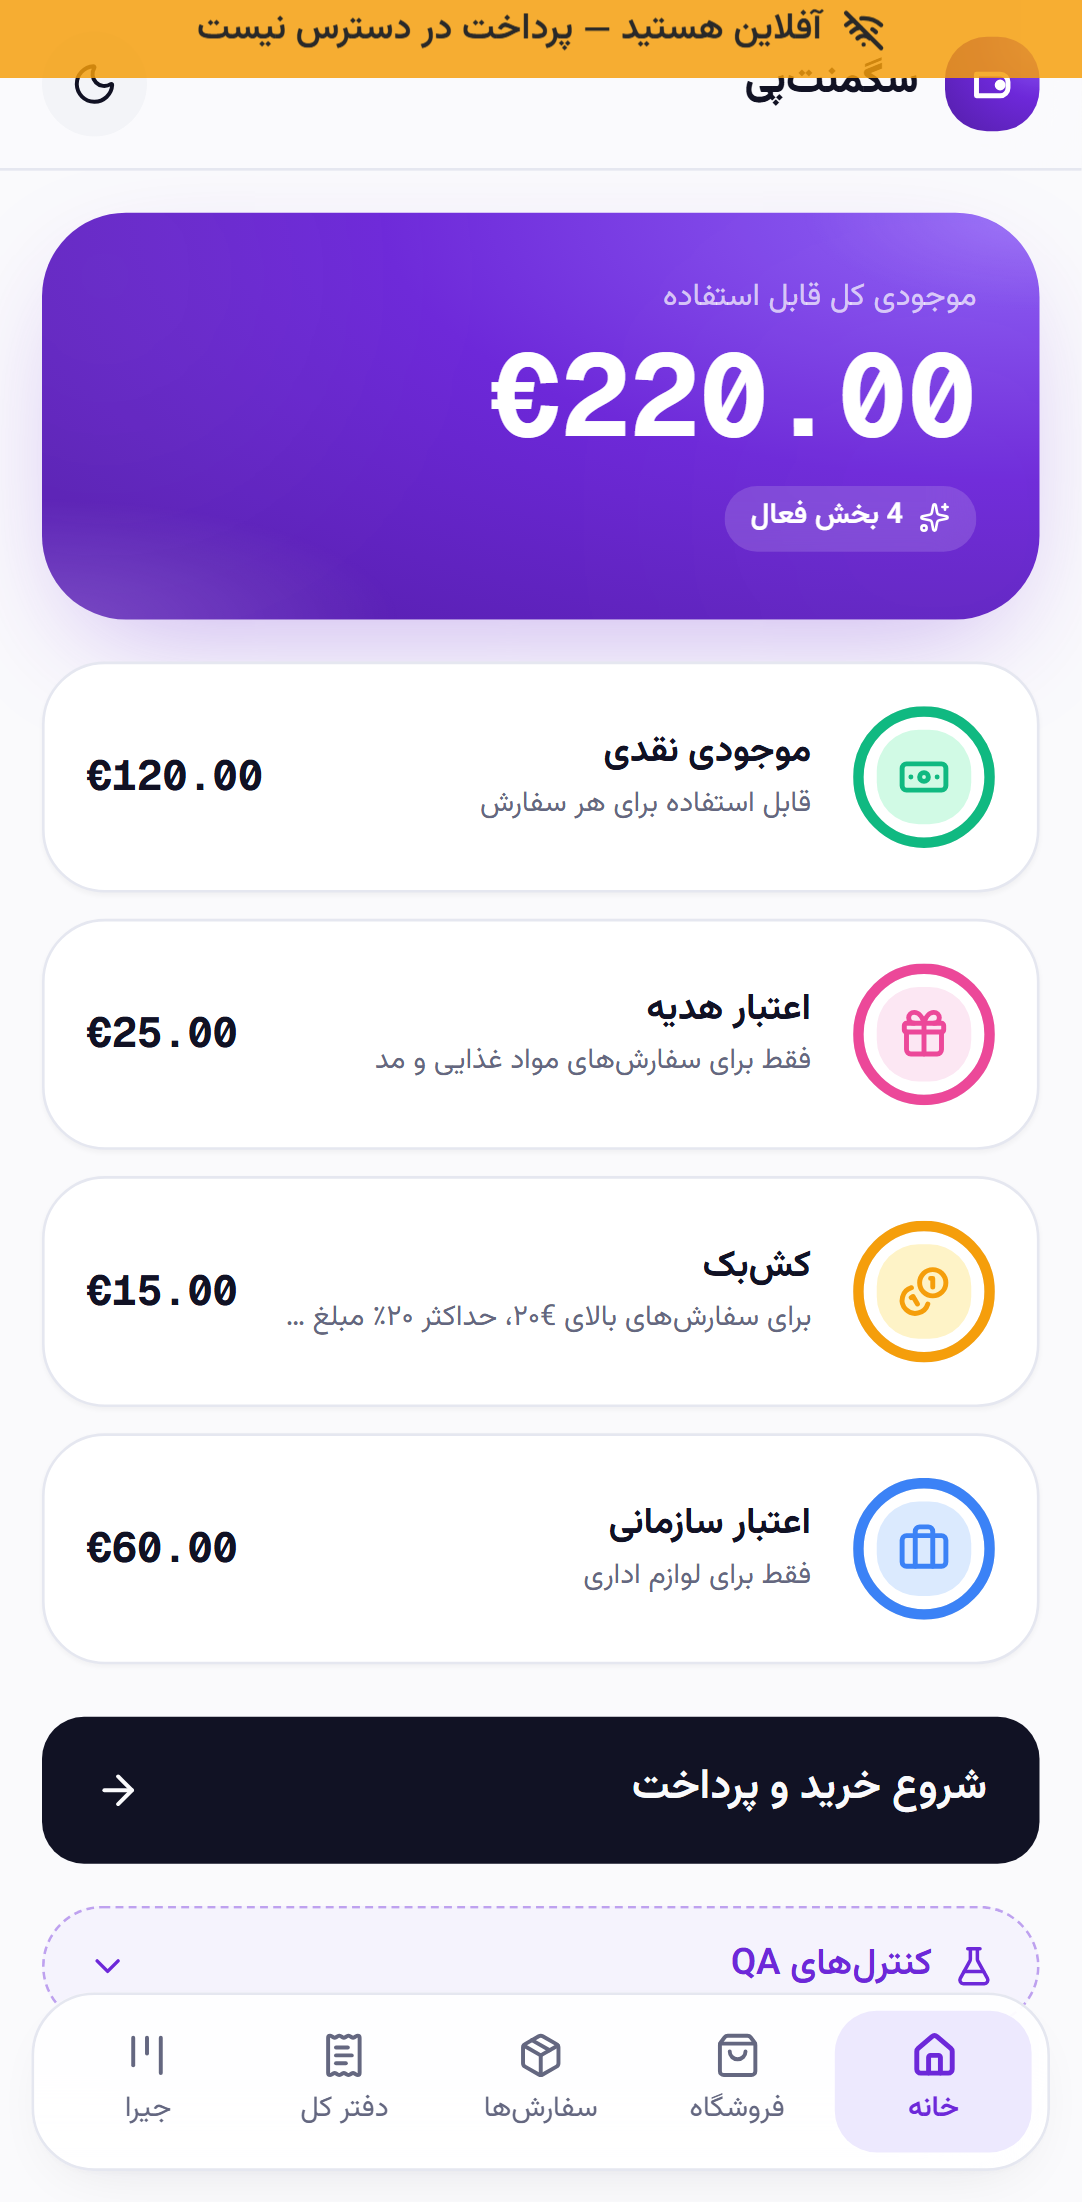 آفلاین هستید — پرداخت در دسترس نیست
سگمنت‌پی
موجودی کل قابل استفاده
€220.00
4 بخش فعال
موجودی نقدی
قابل استفاده برای هر سفارش
€120.00
اعتبار هدیه
فقط برای سفارش‌های مواد غذایی و مد
€25.00
کش‌بک
برای سفارش‌های بالای €۲۰، حداکثر ۲۰٪ مبلغ ...
€15.00
اعتبار سازمانی
فقط برای لوازم اداری
€60.00
شروع خرید و پرداخت
کنترل‌های QA
خانه
فروشگاه
سفارش‌ها
دفتر کل
جیرا